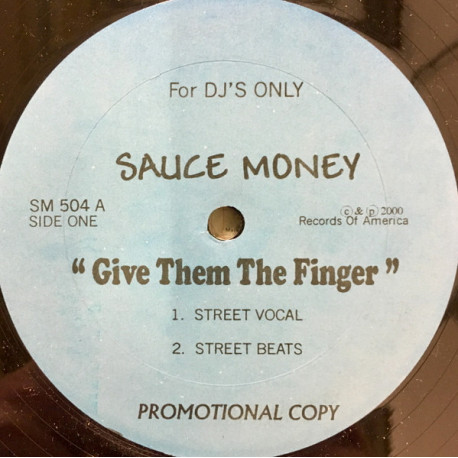 For DJ'S ONLY
SAUCE MONEY
SM 504 A
SIDE ONE
ⓒ & ⓟ 2000
Records Of America
“Give Them The Finger”
1. STREET VOCAL
2. STREET BEATS
PROMOTIONAL COPY